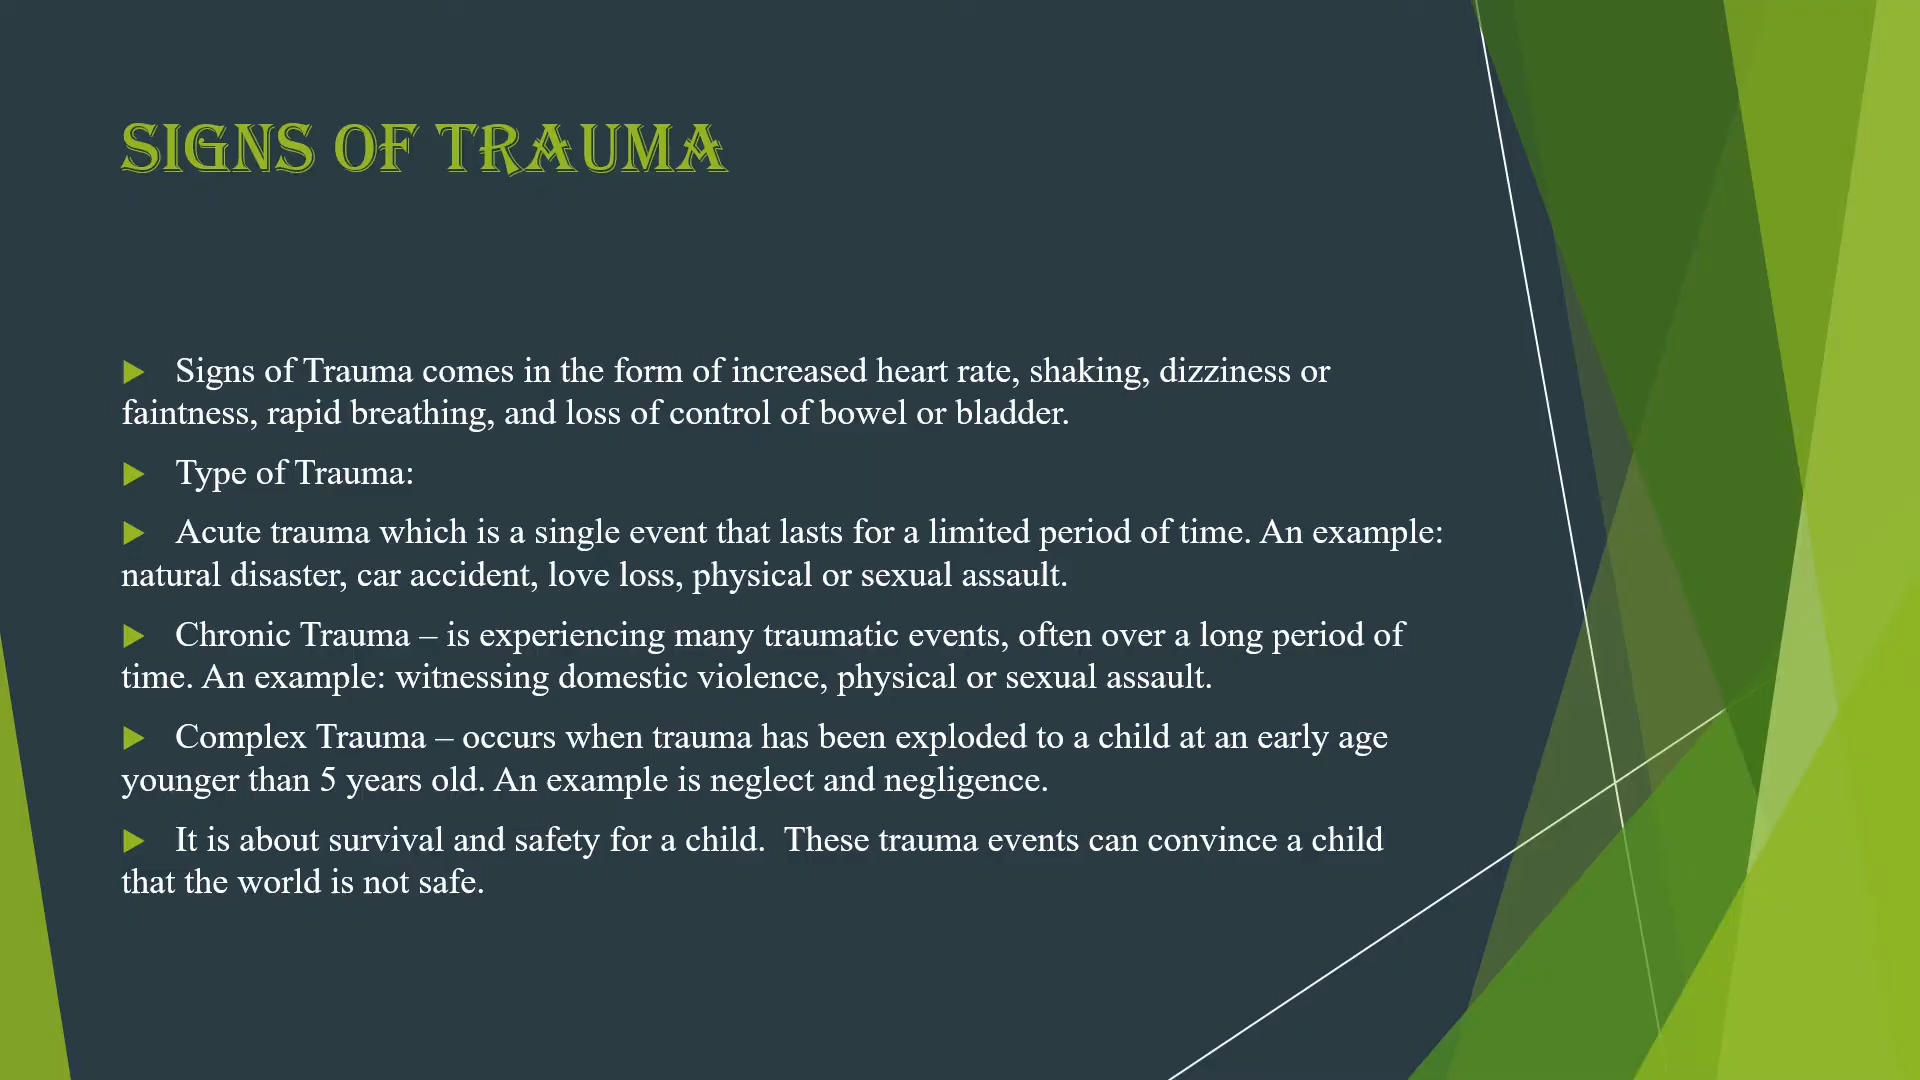 SIGNS OF TRAUMA
Signs of Trauma comes in the form of increased heart rate, shaking, dizziness or
faintness, rapid breathing, and loss of control of bowel or bladder.
Type of Trauma:
Acute trauma which is a single event that lasts for a limited period of time. An example:
natural disaster, car accident, love loss, physical or sexual assault.
Chronic Trauma – is experiencing many traumatic events, often over a long period of
time. An example: witnessing domestic violence, physical or sexual assault.
Complex Trauma – occurs when trauma has been exploded to a child at an early age
younger than 5 years old. An example is neglect and negligence.
It is about survival and safety for a child.  These trauma events can convince a child
that the world is not safe.